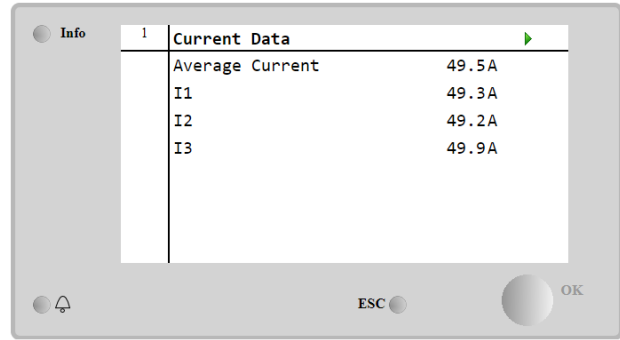 Info
1 Current Data
Average Current 49.5A
I1 49.3A
I2 49.2A
I3 49.9A
ESC OK